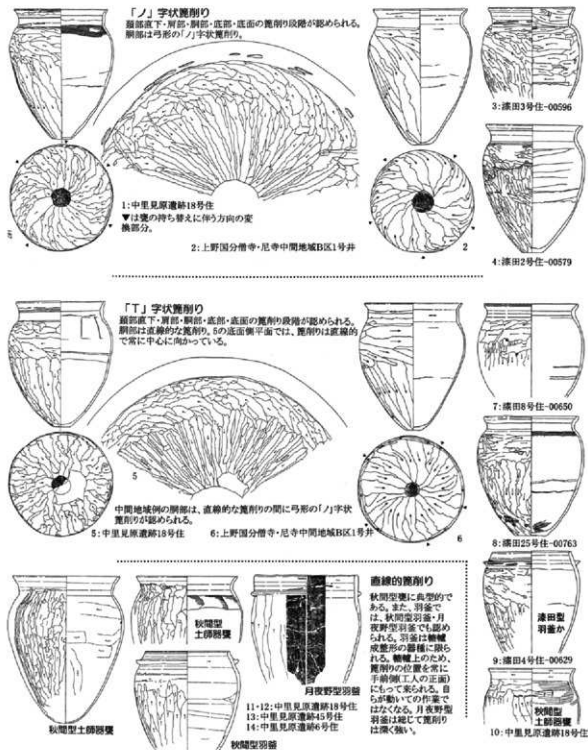 「ノ」字状箆削り
頸部直下・肩部・胴部・底部・底面の箆削り段階が認められる。
胴部は弓形の「ノ」字状箆削り。
1:中里見原遺跡18号住
▼は甕の持ち替えに伴う方向の変
換部分。
2:上野国分僧寺・尼寺中間地域B区1号井
2
3:漆田3号住-00596
4:漆田2号住-00579
「T」字状箆削り
頸部直下・肩部・胴部・底部・底面の箆削り段階が認められる。
胴部は直線的な箆削り。5の底面側平面では、箆削りは直線的
で常に中心に向かっている。
5
中間地域例の胴部は、直線的な削りの間に弓形の「ノ」字状
箆削りが認められる。
5:中里見原遺跡18号住
6:上野国分僧寺・尼寺中間地域B区1号井
6
7:漆田8号住-00650
8:漆田25号住-00763
漆田型
羽釜か
9:漆田4号住-00629
10:中里見原遺跡18号住
秋間型土師器甕
秋間型
土師器甕
秋間型羽釜
月夜野型羽釜
11・12:中里見原遺跡18号住
13:中里見原遺跡45号住
14:中里見原遺跡6号住
直線的箆削り
秋間型甕に典型的で
ある。また、羽釜で
は、秋間型羽釜・月
夜野型羽釜でも認め
られる。羽釜は轆轤
成整形の器種に限ら
れる。轆轤上のため、
箆削りの位置を常に
手前側(工人の正面)
にもって来られる。自
らが動いての作業で
はなくなる。月夜野型
羽釜は総じて箆削り
は深く強い。